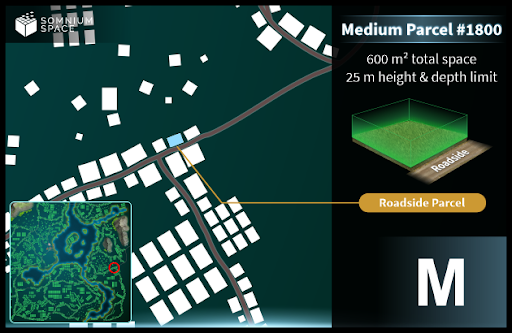 SOMNIUM
SPACE
Medium Parcel #1800
600 m² total space
25 m height & depth limit
Roadside
Roadside Parcel
M